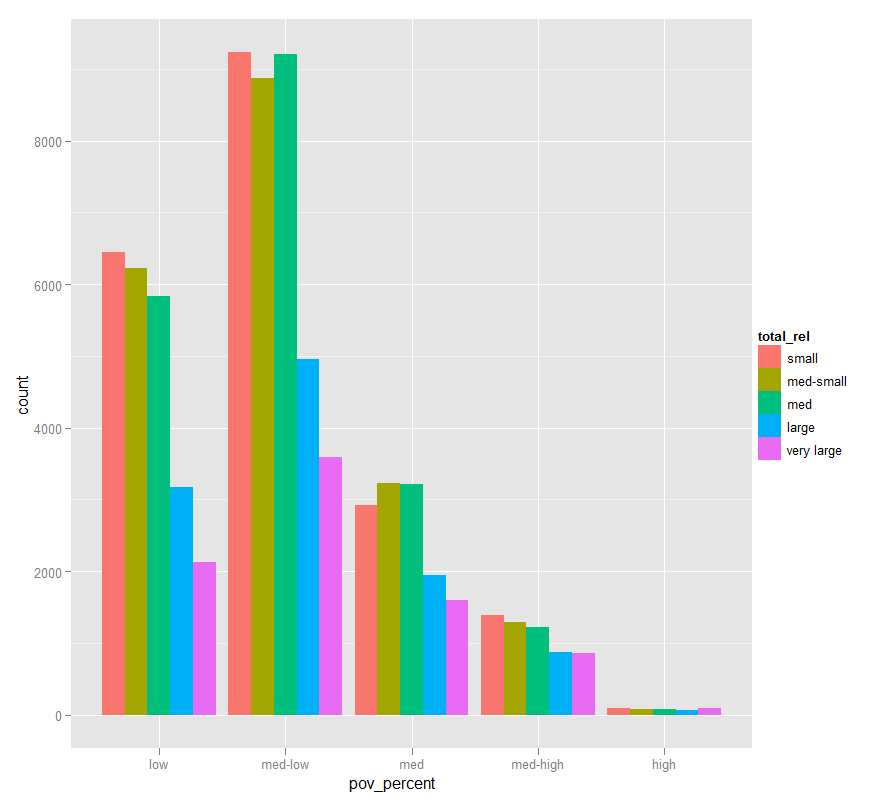 8000
6000
4000
2000
0
count
low med-low med med-high high
pov_percent
total_rel
small
med-small
med
large
very large